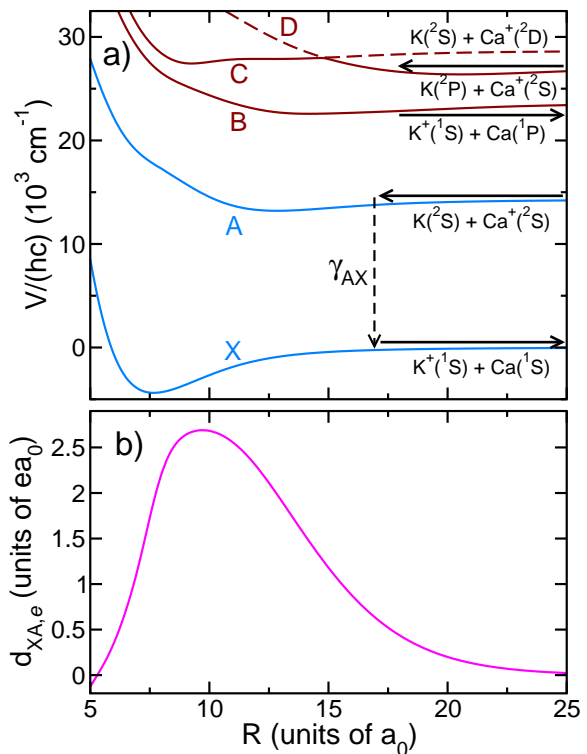 a)
V/(hc) (10³ cm⁻¹)
30
20
10
0
D
C
B
A
X
K(²S) + Ca⁺(²D)
K(²P) + Ca⁺(²S)
K⁺(¹S) + Ca(¹P)
K(²S) + Ca⁺(²S)
γAX
K⁺(¹S) + Ca(¹S)
b)
d_XA,e (units of ea₀)
2.5
2
1.5
1
0.5
0
5
10
15
20
25
R (units of a₀)